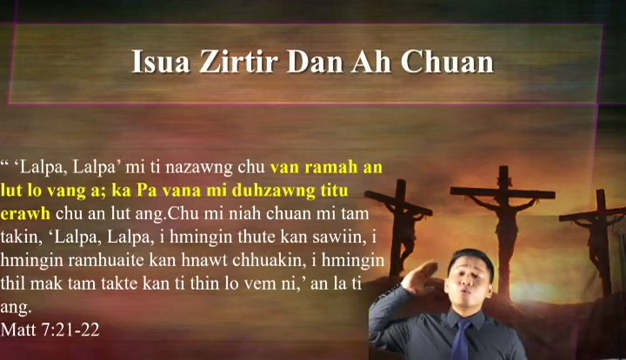 Isua Zirtir Dan Ah Chuan
“ ‘Lalpa, Lalpa’ mi ti nazawng chu van ramah an
lut lo vang a; ka Pa vana mi duhzawng titu
erawh chu an lut ang.Chu mi niah chuan mi tam
takin, ‘Lalpa, Lalpa, i hmingin thute kan sawiin, i
hmingin ramhuaite kan hnawt chhuakin, i hmingin
thil mak tam takte kan ti thin lo vem ni,’ an la ti
ang.
Matt 7:21-22